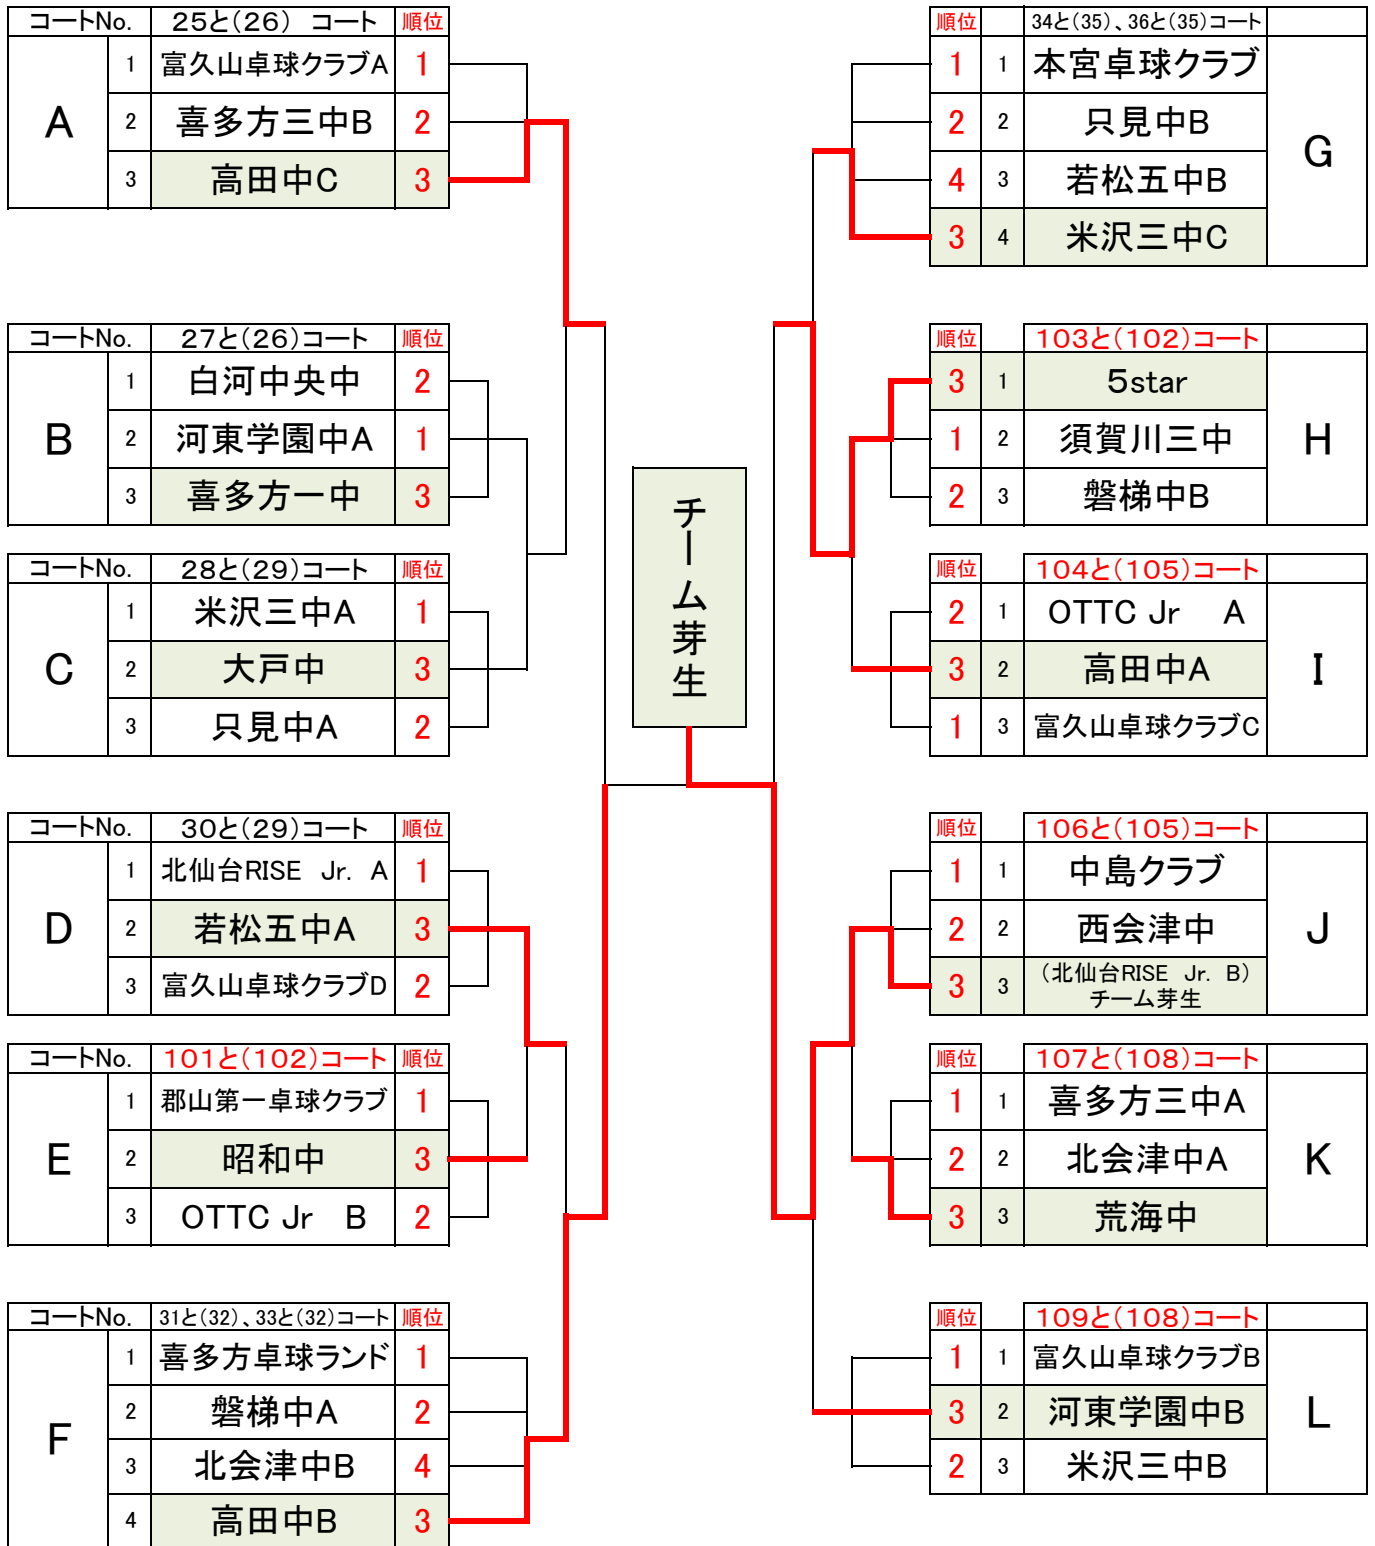 コートNo. 25と(26) コート 順位
A
1 富久山卓球クラブA 1
2 喜多方三中B 2
3 高田中C 3
コートNo. 27と(26)コート 順位
B
1 白河中央中 2
2 河東学園中A 1
3 喜多方一中 3
コートNo. 28と(29)コート 順位
C
1 米沢三中A 1
2 大戸中 3
3 只見中A 2
コートNo. 30と(29)コート 順位
D
1 北仙台RISE Jr. A 1
2 若松五中A 3
3 富久山卓球クラブD 2
コートNo. 101と(102)コート 順位
E
1 郡山第一卓球クラブ 1
2 昭和中 3
3 OTTC Jr B 2
コートNo. 31と(32)、33と(32)コート 順位
F
1 喜多方卓球ランド 1
2 磐梯中A 2
3 北会津中B 4
4 高田中B 3
チーム芽生
順位 34と(35)、36と(35)コート
1 1 本宮卓球クラブ
2 2 只見中B
4 3 若松五中B
3 4 米沢三中C
G
順位 103と(102)コート
3 1 5star
1 2 須賀川三中
2 3 磐梯中B
H
順位 104と(105)コート
2 1 OTTC Jr A
3 2 高田中A
1 3 富久山卓球クラブC
I
順位 106と(105)コート
1 1 中島クラブ
2 2 西会津中
3 3 (北仙台RISE Jr. B)
チーム芽生
J
順位 107と(108)コート
1 1 喜多方三中A
2 2 北会津中A
3 3 荒海中
K
順位 109と(108)コート
1 1 富久山卓球クラブB
3 2 河東学園中B
2 3 米沢三中B
L